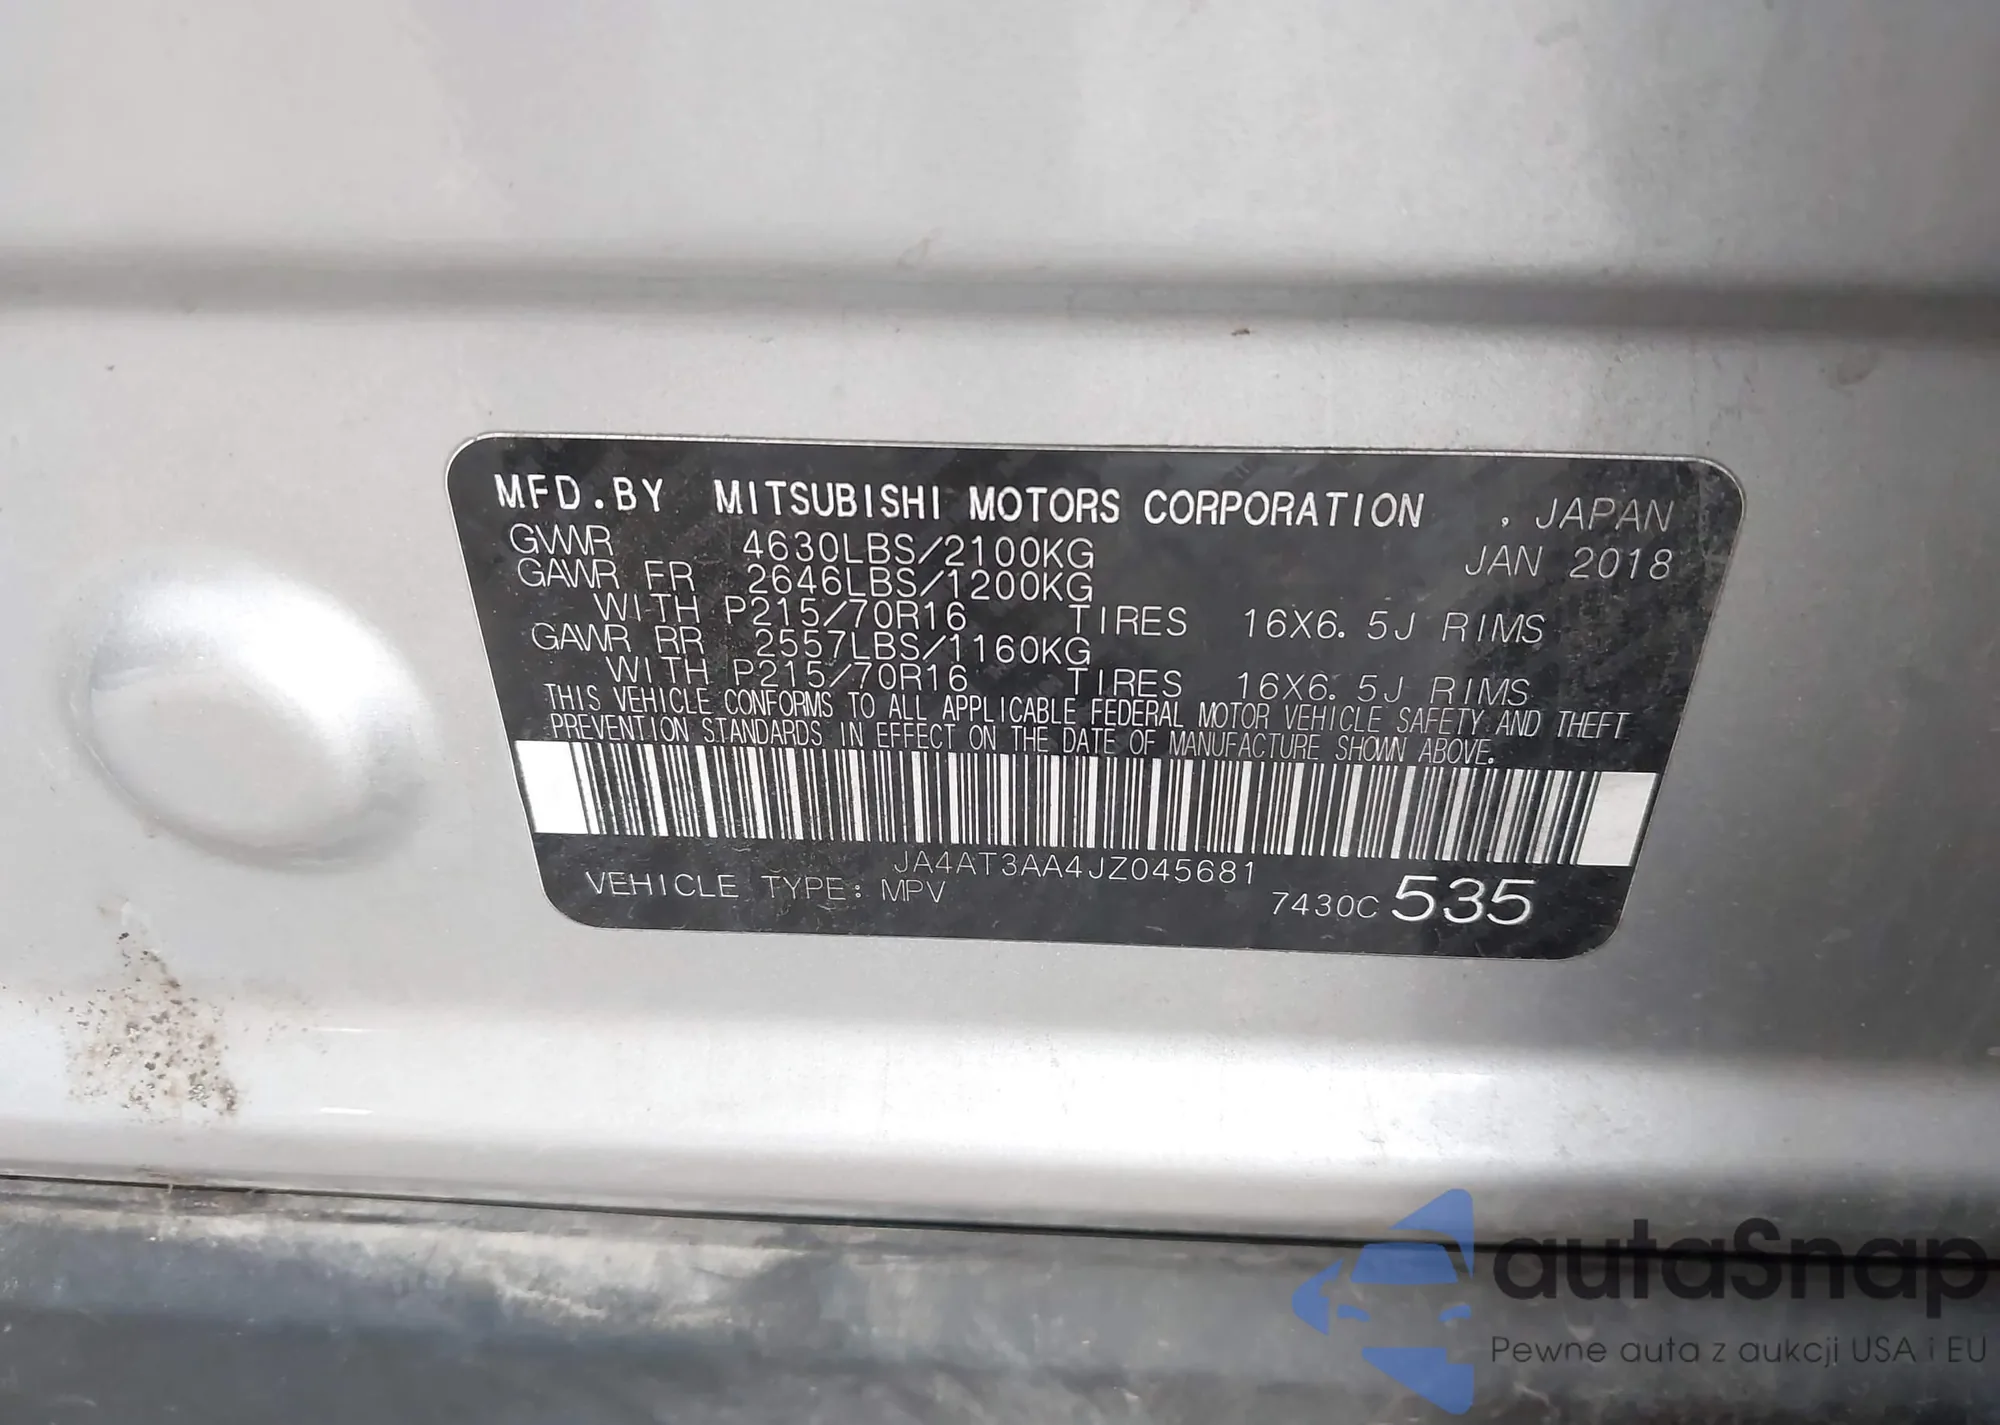 MFD.BY MITSUBISHI MOTORS CORPORATION , JAPAN
GVWR 4630LBS/2100KG JAN 2018
GAWR FR 2646LBS/1200KG
WITH P215/70R16 TIRES 16X6.5J RIMS
GAWR RR 2557LBS/1160KG
WITH P215/70R16 TIRES 16X6.5J RIMS
THIS VEHICLE CONFORMS TO ALL APPLICABLE FEDERAL MOTOR VEHICLE SAFETY AND THEFT
PREVENTION STANDARDS IN EFFECT ON THE DATE OF MANUFACTURE SHOWN ABOVE.
JA4AT3AA4JZ045681
VEHICLE TYPE: MPV 7430C 535
autaSnap
Pewne auta z aukcji USA i EU